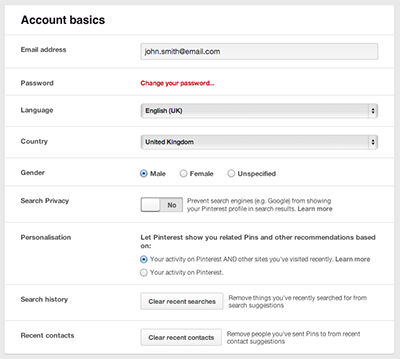 Account basics
Email address
john.smith@email.com
Password
Change your password...
Language
English (UK)
Country
United Kingdom
Gender
Male
Female
Unspecified
Search Privacy
No
Prevent search engines (e.g. Google) from showing
your Pinterest profile in search results. Learn more
Personalisation
Let Pinterest show you related Pins and other recommendations based
on:
Your activity on Pinterest AND other sites you've visited recently. Learn more
Your activity on Pinterest.
Search history
Clear recent searches
Remove things you've recently searched for from
search suggestions
Recent contacts
Clear recent contacts
Remove people you've sent Pins to from recent
contact suggestions